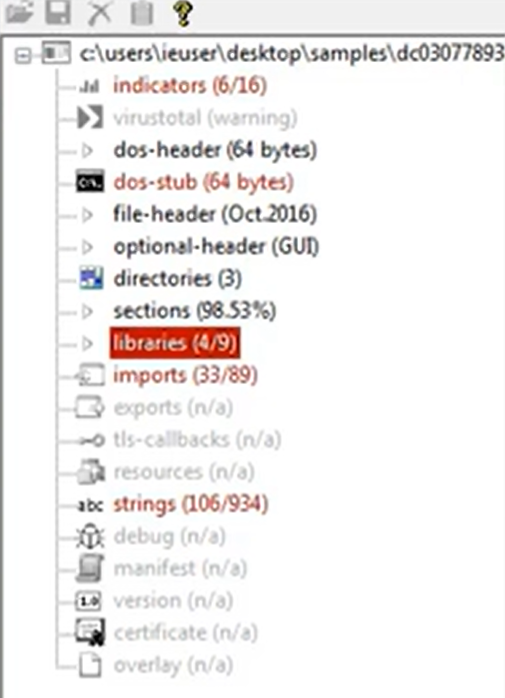 c:\users\ieuser\desktop\samples\dc03077893
indicators (6/16)
virustotal (warning)
dos-header (64 bytes)
dos-stub (64 bytes)
file-header (Oct.2016)
optional-header (GUI)
directories (3)
sections (98.53%)
libraries (4/9)
imports (33/89)
exports (n/a)
tls-callbacks (n/a)
resources (n/a)
abc strings (106/934)
debug (n/a)
manifest (n/a)
1.0 version (n/a)
certificate (n/a)
overlay (n/a)